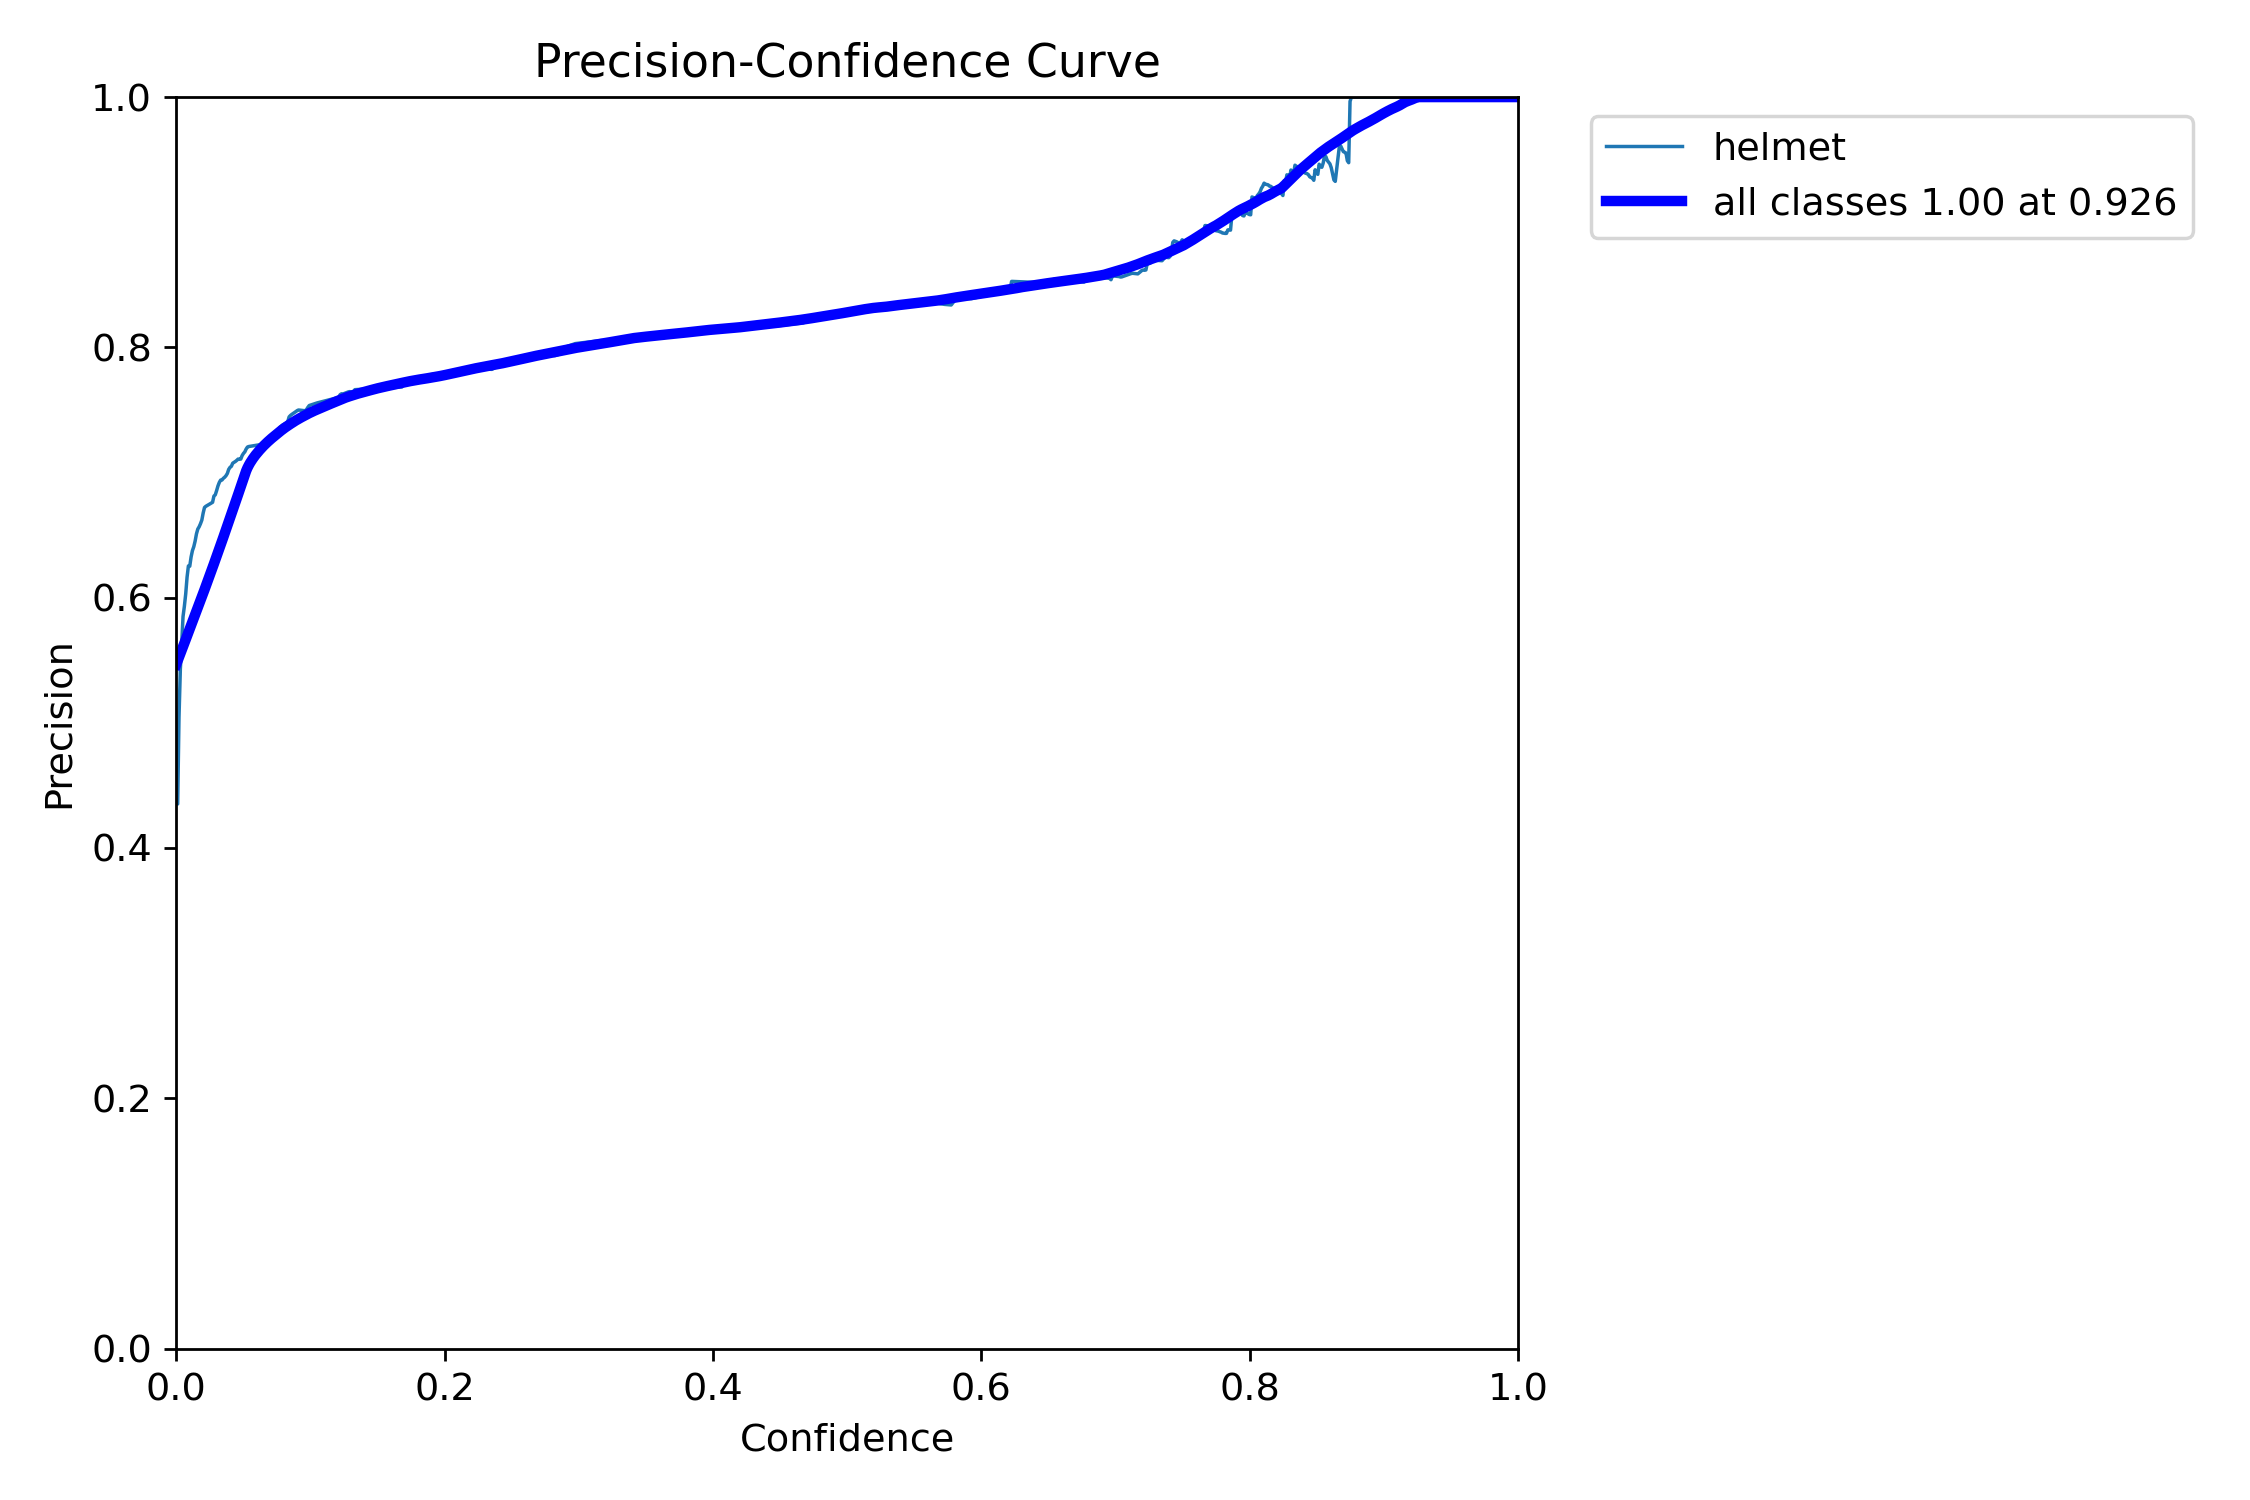 Precision-Confidence Curve
1.0
0.8
0.6
0.4
0.2
0.0
Precision
0.0 0.2 0.4 0.6 0.8 1.0
Confidence
helmet
all classes 1.00 at 0.926